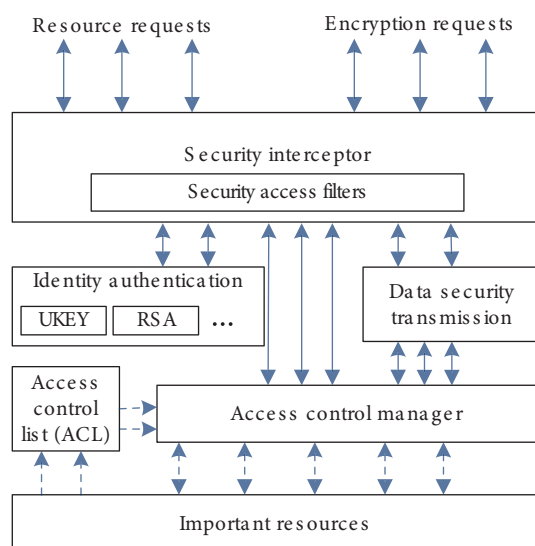 Resource requests
Encryption requests
Security interceptor
Security access filters
Identity authentication
UKEY
RSA
...
Data security
transmission
Access
control
list (ACL)
Access control manager
Important resources